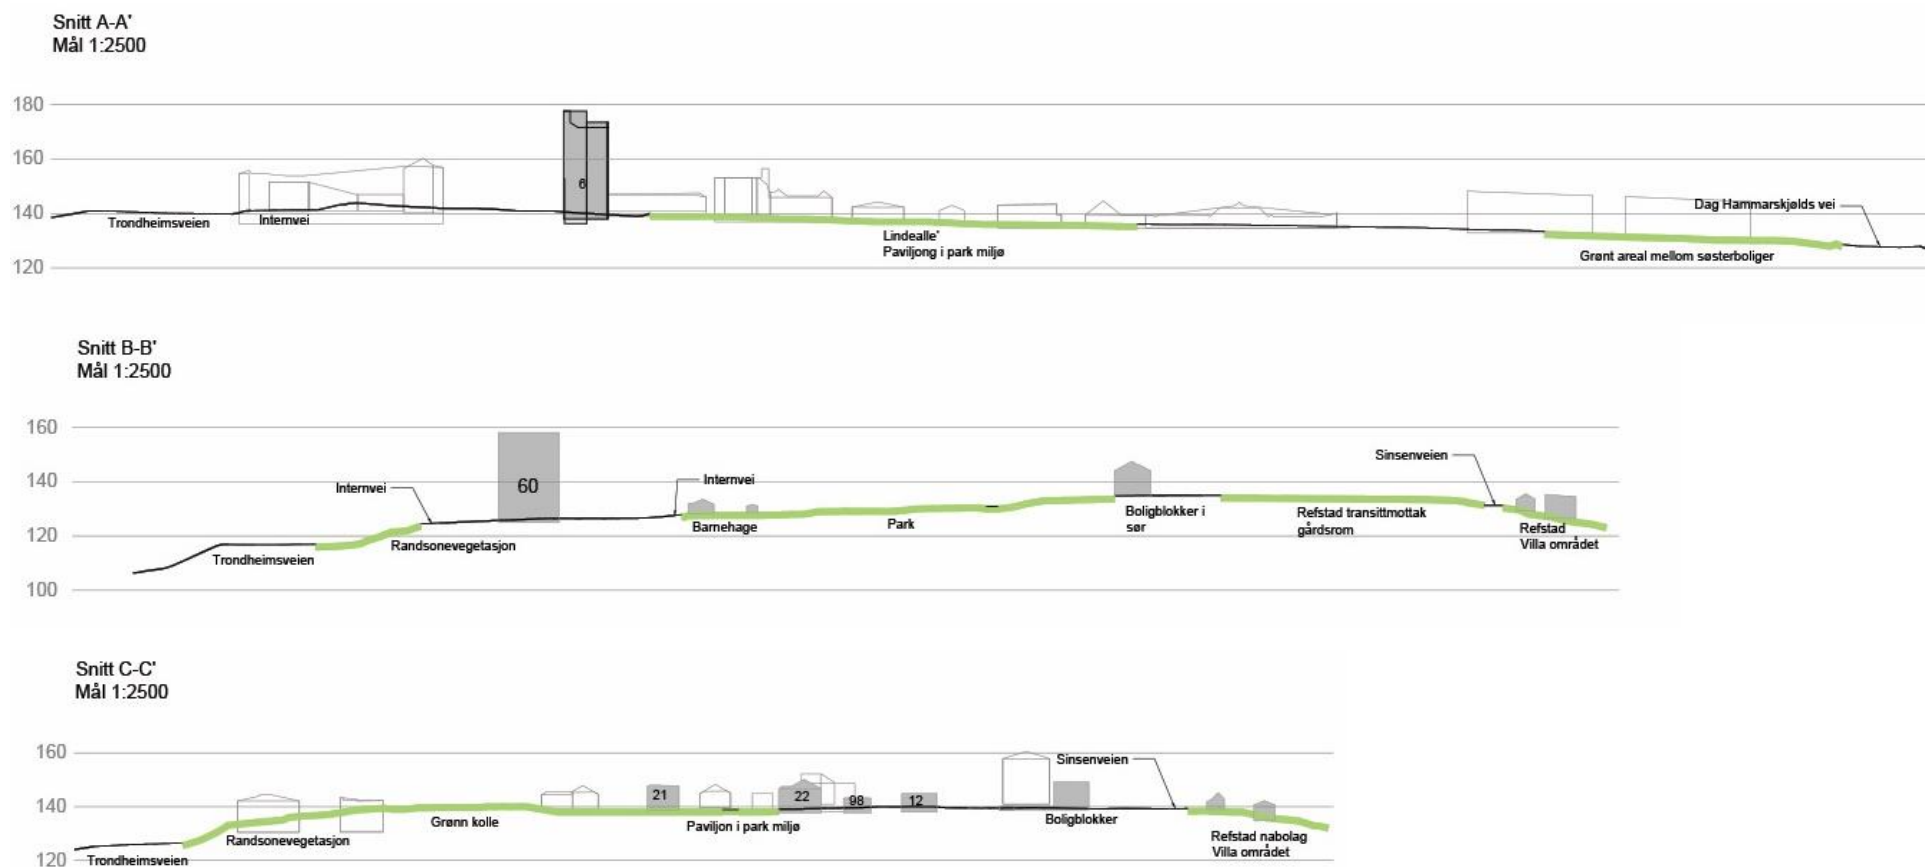 Snitt A-A'
Mål 1:2500
180
160
140
120
6
Trondheimsveien
Internvei
Lindealle'
Paviljong i park miljø
Dag Hammarskjølds vei
Grønt areal mellom søsterboliger
Snitt B-B'
Mål 1:2500
160
140
120
100
Internvei
60
Internvei
Sinsenveien
Trondheimsveien
Randsonevegetasjon
Barnehage
Park
Boligblokker i
sør
Refstad transittmottak
gårdsrom
Refstad
Villa området
Snitt C-C'
Mål 1:2500
160
140
120
21
22
98
12
Sinsenveien
Trondheimsveien
Randsonevegetasjon
Grønn kolle
Paviljon i park miljø
Boligblokker
Refstad nabolag
Villa området